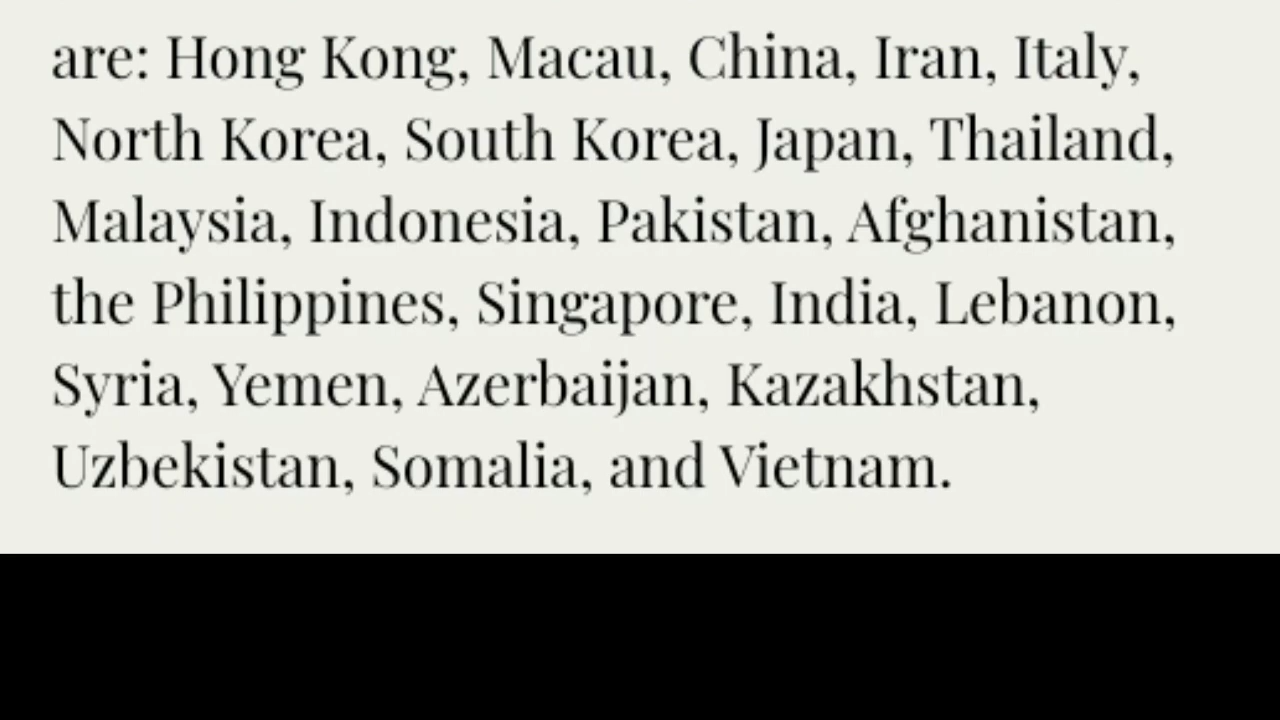 are: Hong Kong, Macau, China, Iran, Italy,
North Korea, South Korea, Japan, Thailand,
Malaysia, Indonesia, Pakistan, Afghanistan,
the Philippines, Singapore, India, Lebanon,
Syria, Yemen, Azerbaijan, Kazakhstan,
Uzbekistan, Somalia, and Vietnam.